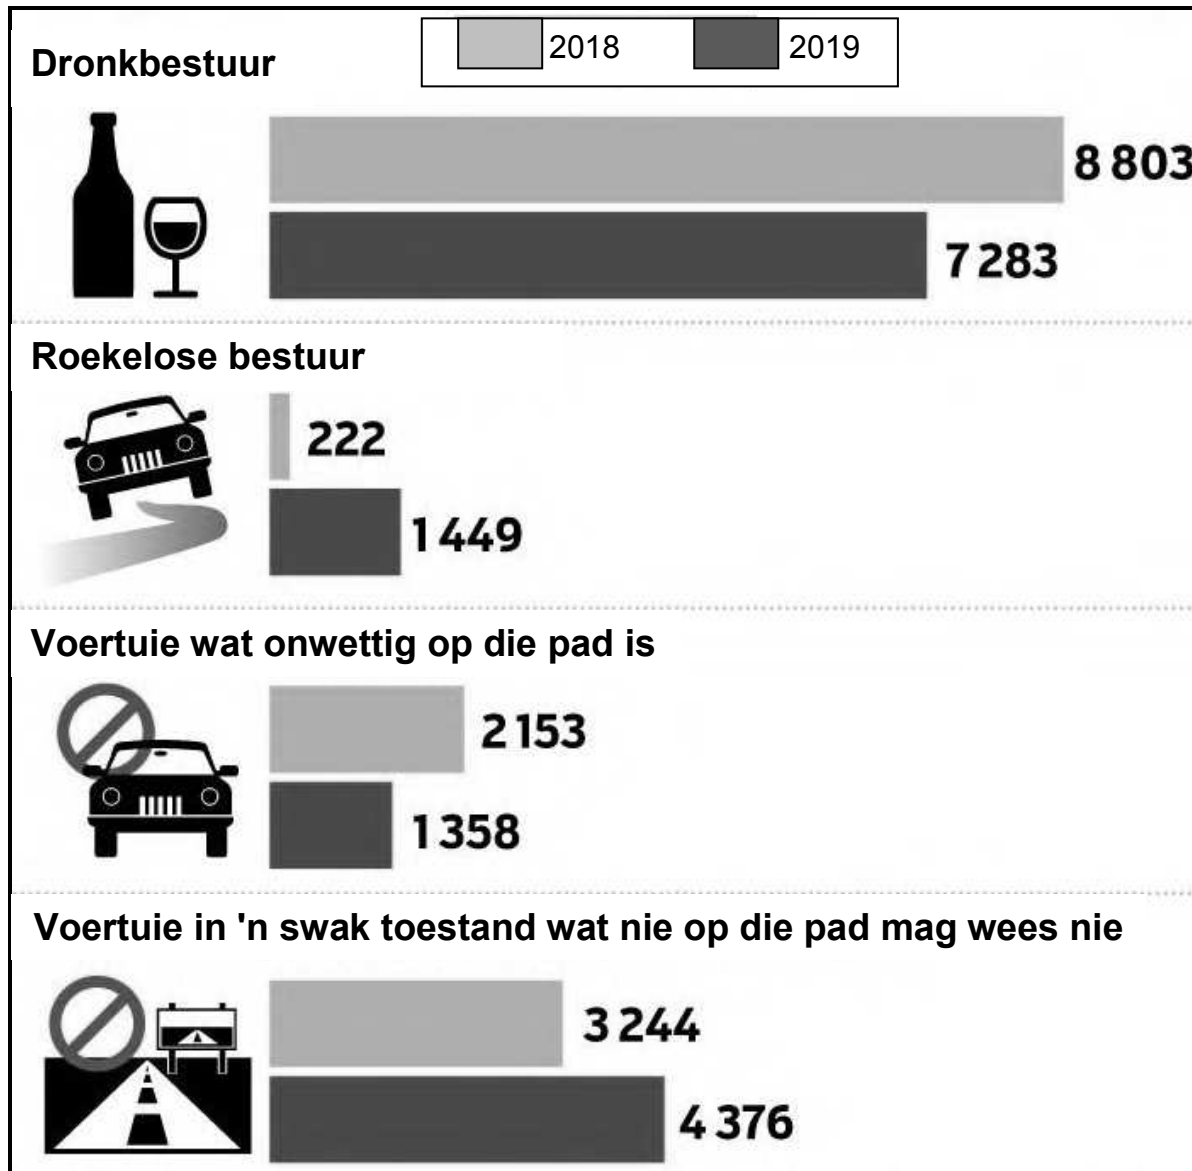 Dronkbestuur
2018 2019
8 803
7 283
Roekelose bestuur
222
1 449
Voertuie wat onwettig op die pad is
2 153
1 358
Voertuie in 'n swak toestand wat nie op die pad mag wees nie
3 244
4 376